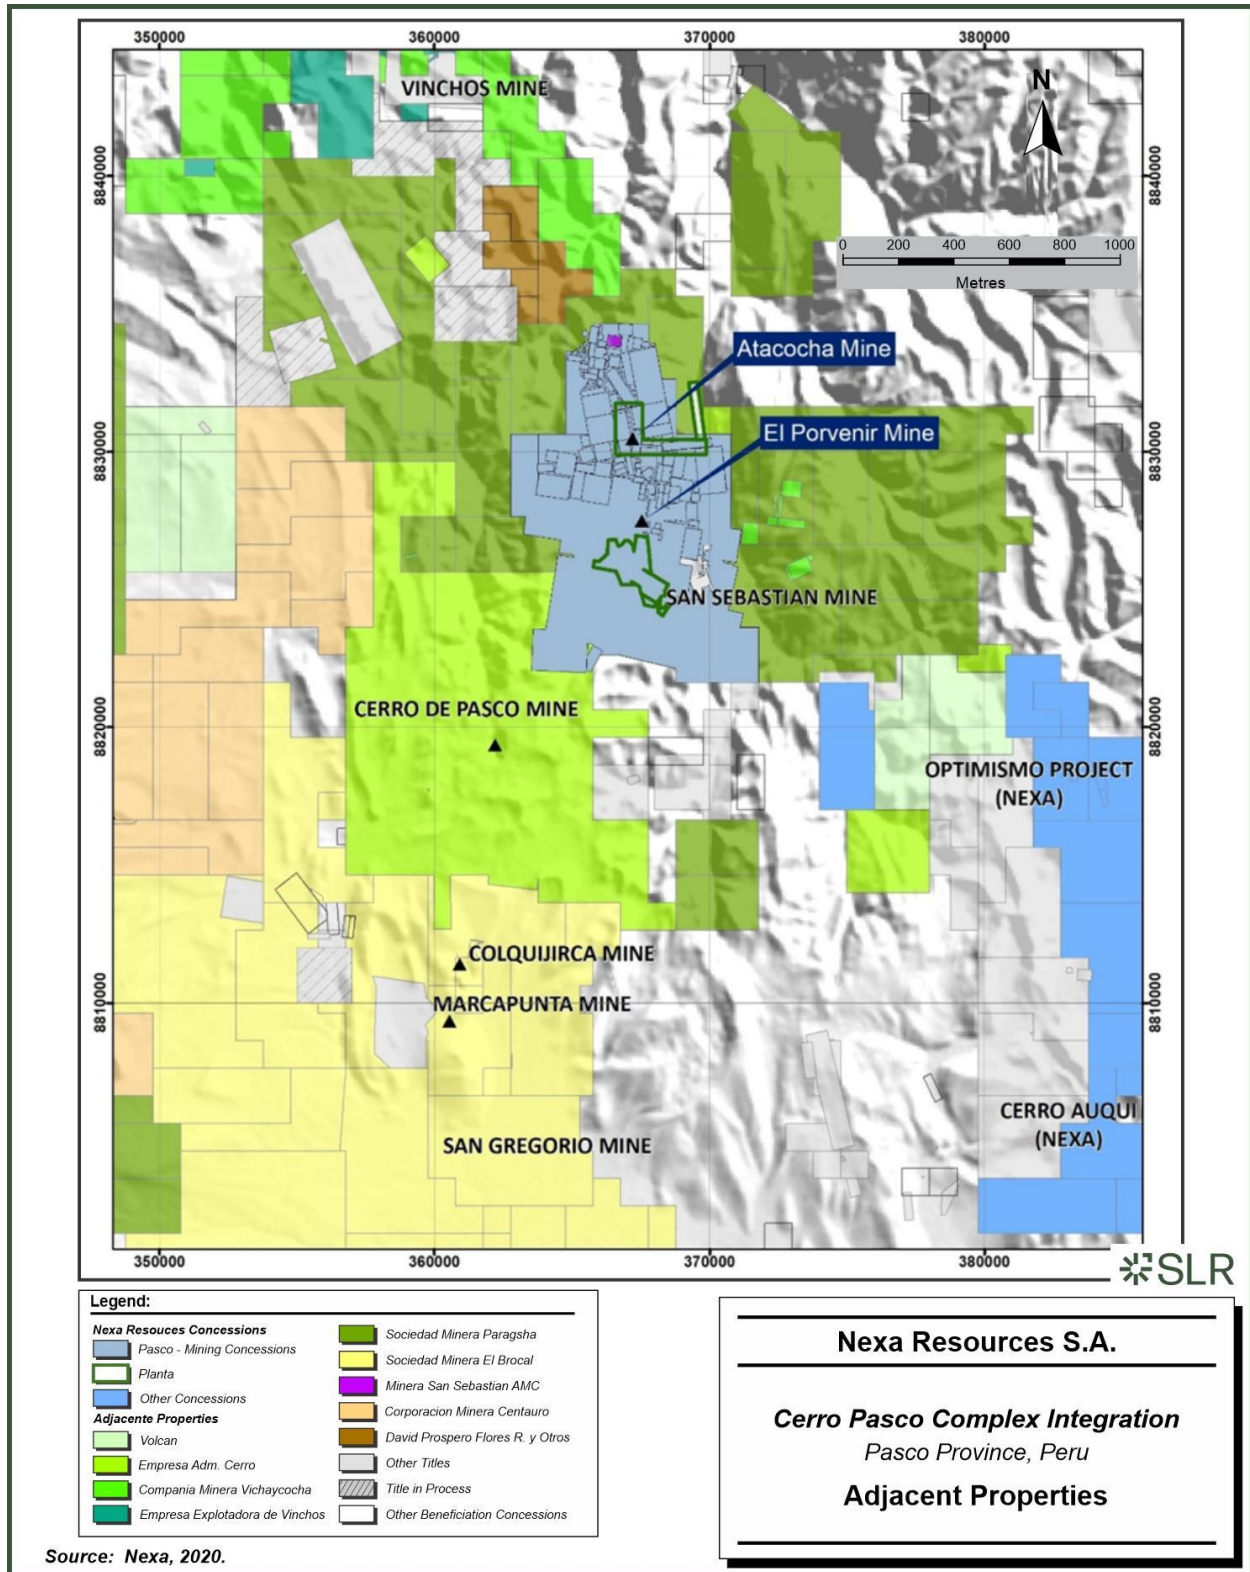 350000 360000 370000 380000
VINCHOS MINE
N
8840000 8840000
0 200 400 600 800 1000
Metres
Atacocha Mine
El Porvenir Mine
8830000 8830000
SAN SEBASTIAN MINE
CERRO DE PASCO MINE
8820000 8820000
OPTIMISMO PROJECT
(NEXA)
COLQUIJIRCA MINE
MARCAPUNTA MINE
8810000 8810000
CERRO AUQUI
(NEXA)
SAN GREGORIO MINE
350000 360000 370000 380000
SLR
Legend:
Nexa Resouces Concessions
Pasco - Mining Concessions
Planta
Other Concessions
Adjacente Properties
Volcan
Empresa Adm. Cerro
Compania Minera Vichaycocha
Empresa Explotadora de Vinchos
Sociedad Minera Paragsha
Sociedad Minera El Brocal
Minera San Sebastian AMC
Corporacion Minera Centauro
David Prospero Flores R. y Otros
Other Titles
Title in Process
Other Beneficiation Concessions
Nexa Resources S.A.
Cerro Pasco Complex Integration
Pasco Province, Peru
Adjacent Properties
Source: Nexa, 2020.